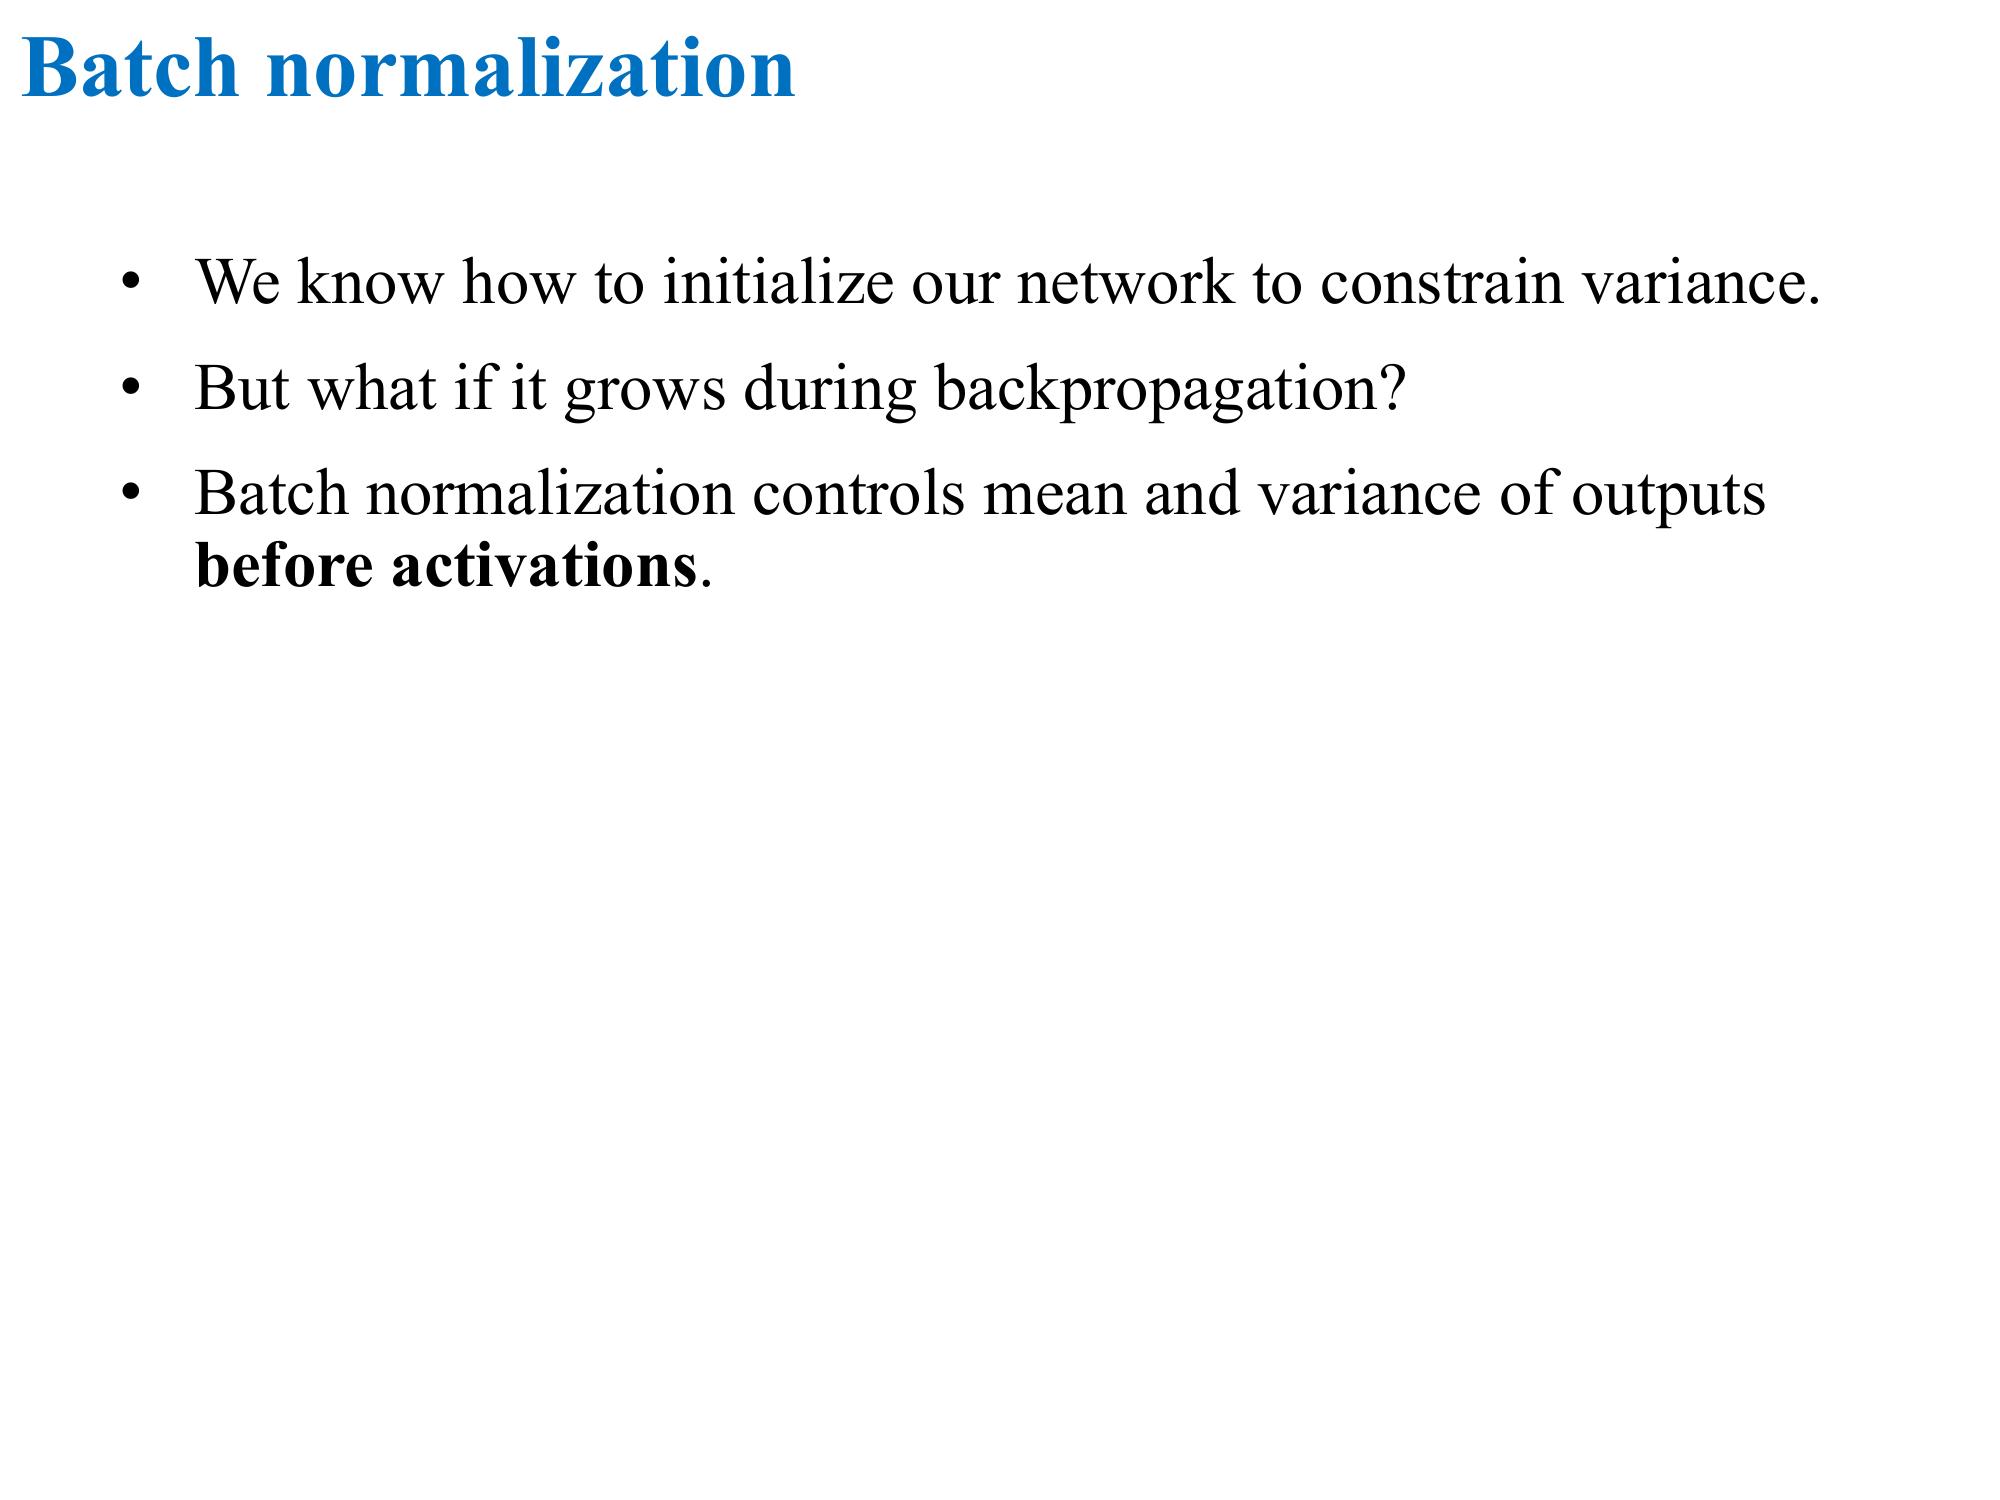 Batch normalization
• We know how to initialize our network to constrain variance.
• But what if it grows during backpropagation?
• Batch normalization controls mean and variance of outputs
before activations.